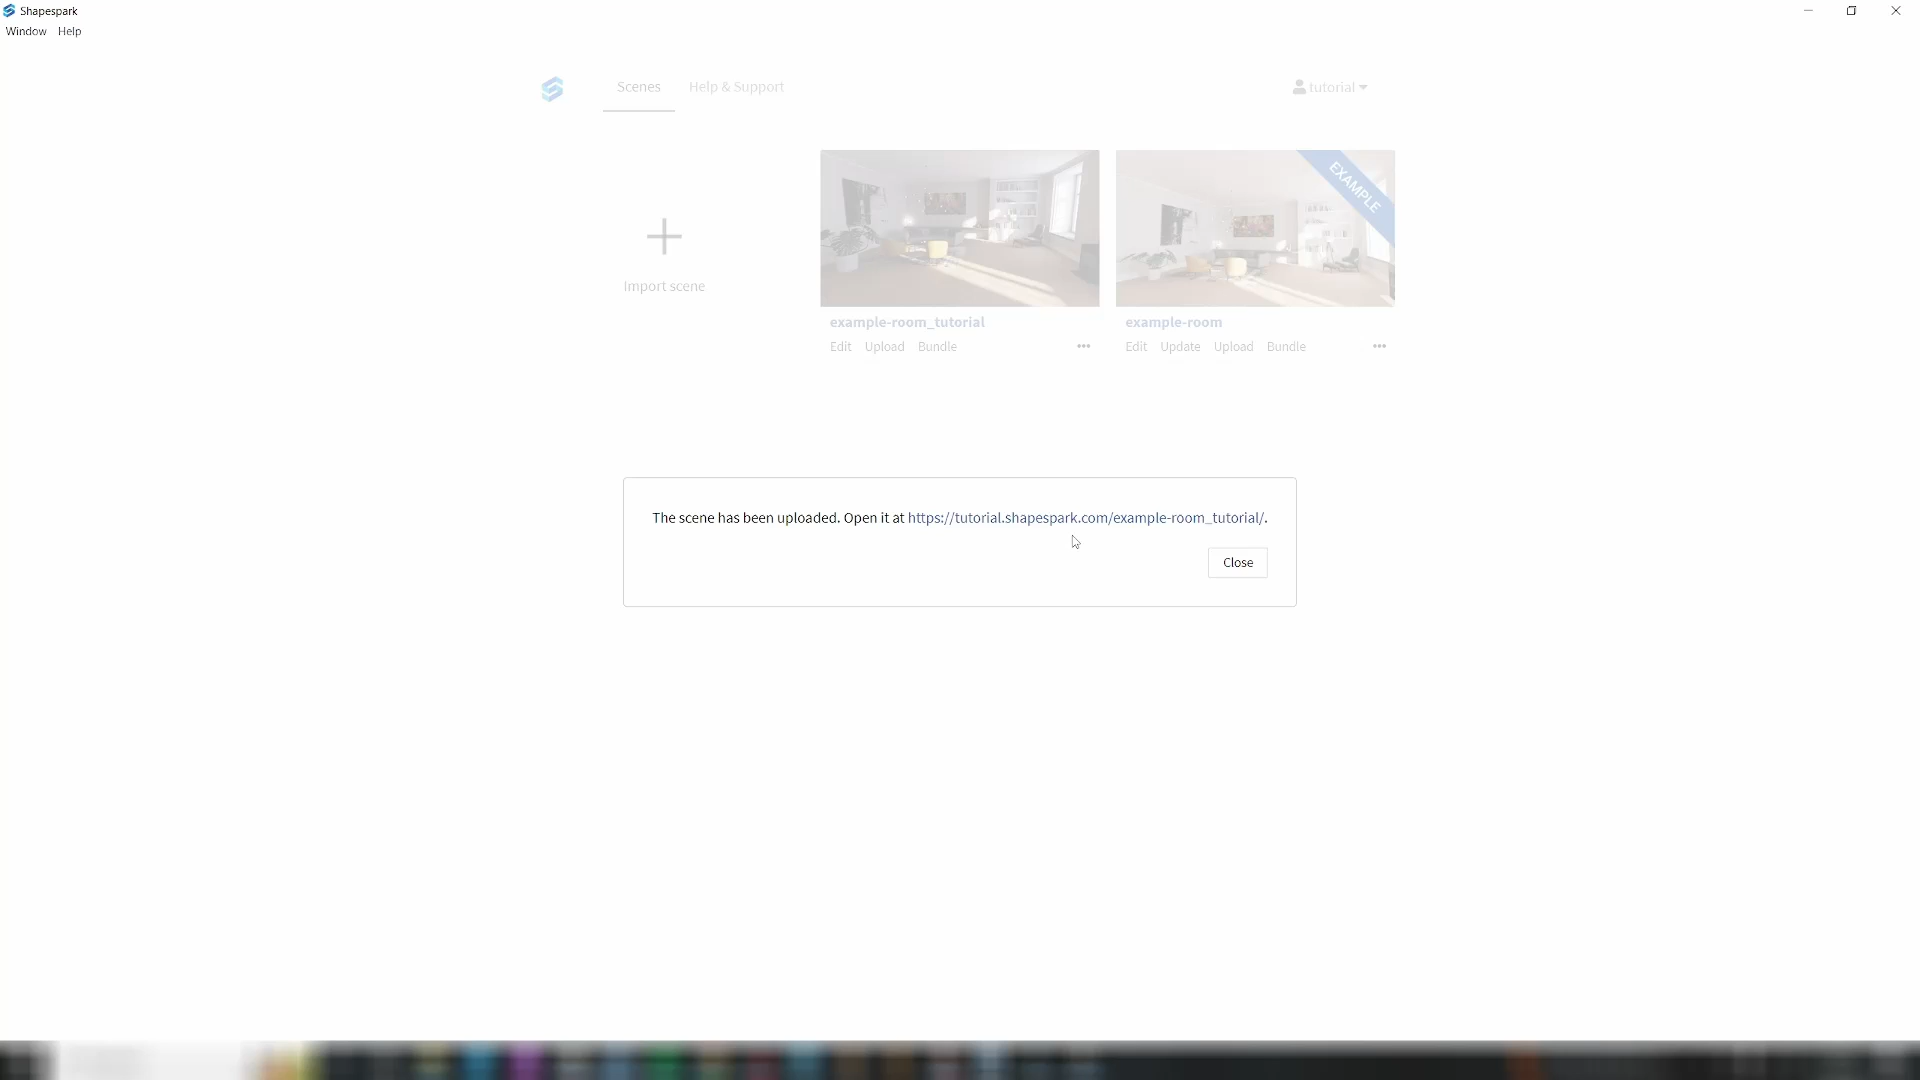 Shapespark
Window Help
Scenes Help & Support tutorial
EXAMPLE
Import scene
example-room_tutorial
Edit Upload Bundle
example-room
Edit Update Upload Bundle
The scene has been uploaded. Open it at https://tutorial.shapespark.com/example-room_tutorial/.
Close